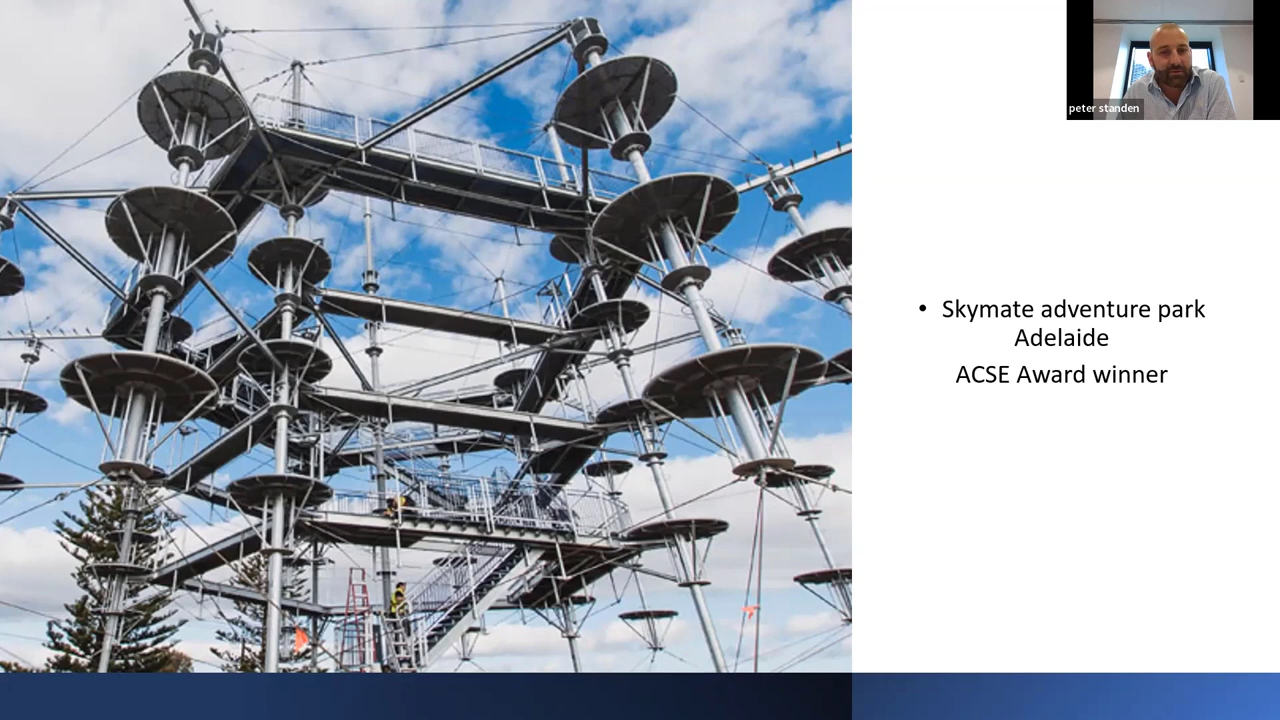 peter standen
• Skymate adventure park
Adelaide
ACSE Award winner